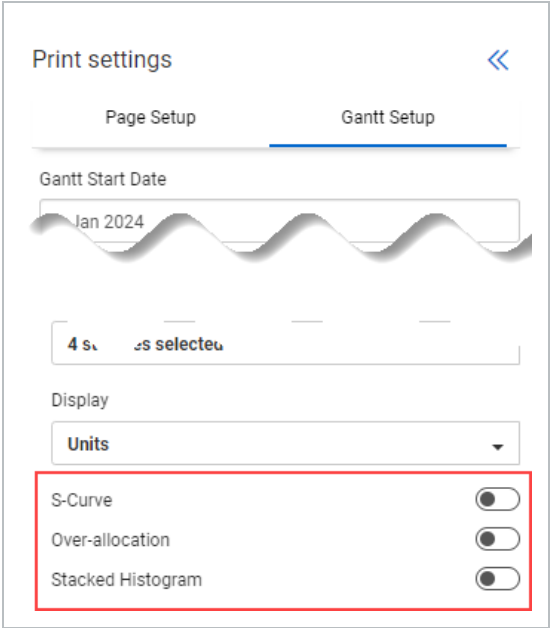 Print settings
Page Setup Gantt Setup
Gantt Start Date
Jan 2024
4 selected
Display
Units
S-Curve
Over-allocation
Stacked Histogram